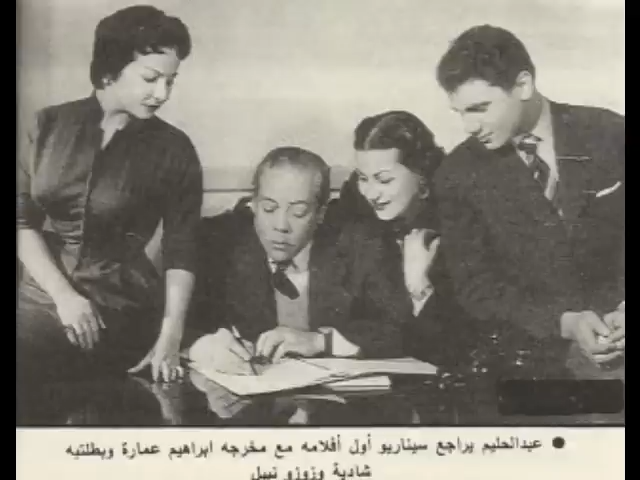 ● عبدالحليم يراجع سيناريو أول أفلامه مع مخرجه ابراهيم عمارة وبطلتيه
شادية وزوزو نبيل